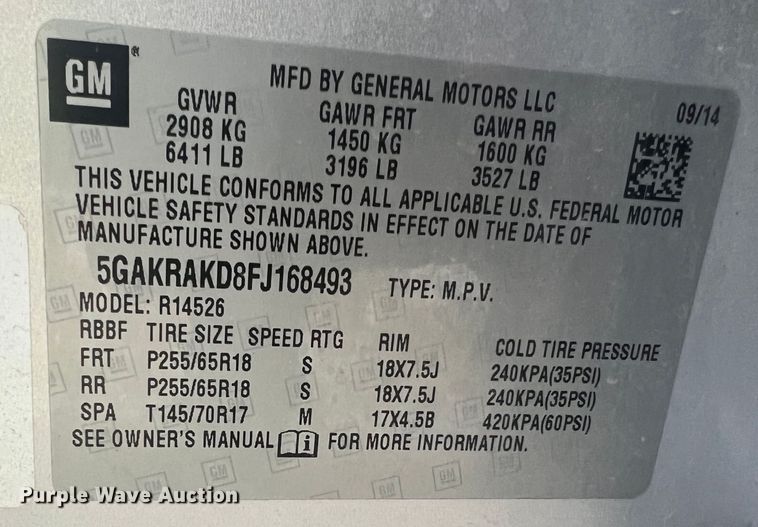 GM
MFD BY GENERAL MOTORS LLC
09/14
GVWR GAWR FRT GAWR RR
2908 KG 1450 KG 1600 KG
6411 LB 3196 LB 3527 LB
THIS VEHICLE CONFORMS TO ALL APPLICABLE U.S. FEDERAL MOTOR
VEHICLE SAFETY STANDARDS IN EFFECT ON THE DATE OF
MANUFACTURE SHOWN ABOVE.
5GAKRAKD8FJ168493 TYPE: M.P.V.
MODEL: R14526
RBBF TIRE SIZE SPEED RTG RIM COLD TIRE PRESSURE
FRT P255/65R18 S 18X7.5J 240KPA(35PSI)
RR P255/65R18 S 18X7.5J 240KPA(35PSI)
SPA T145/70R17 M 17X4.5B 420KPA(60PSI)
SEE OWNER'S MANUAL i FOR MORE INFORMATION.
Purple Wave Auction